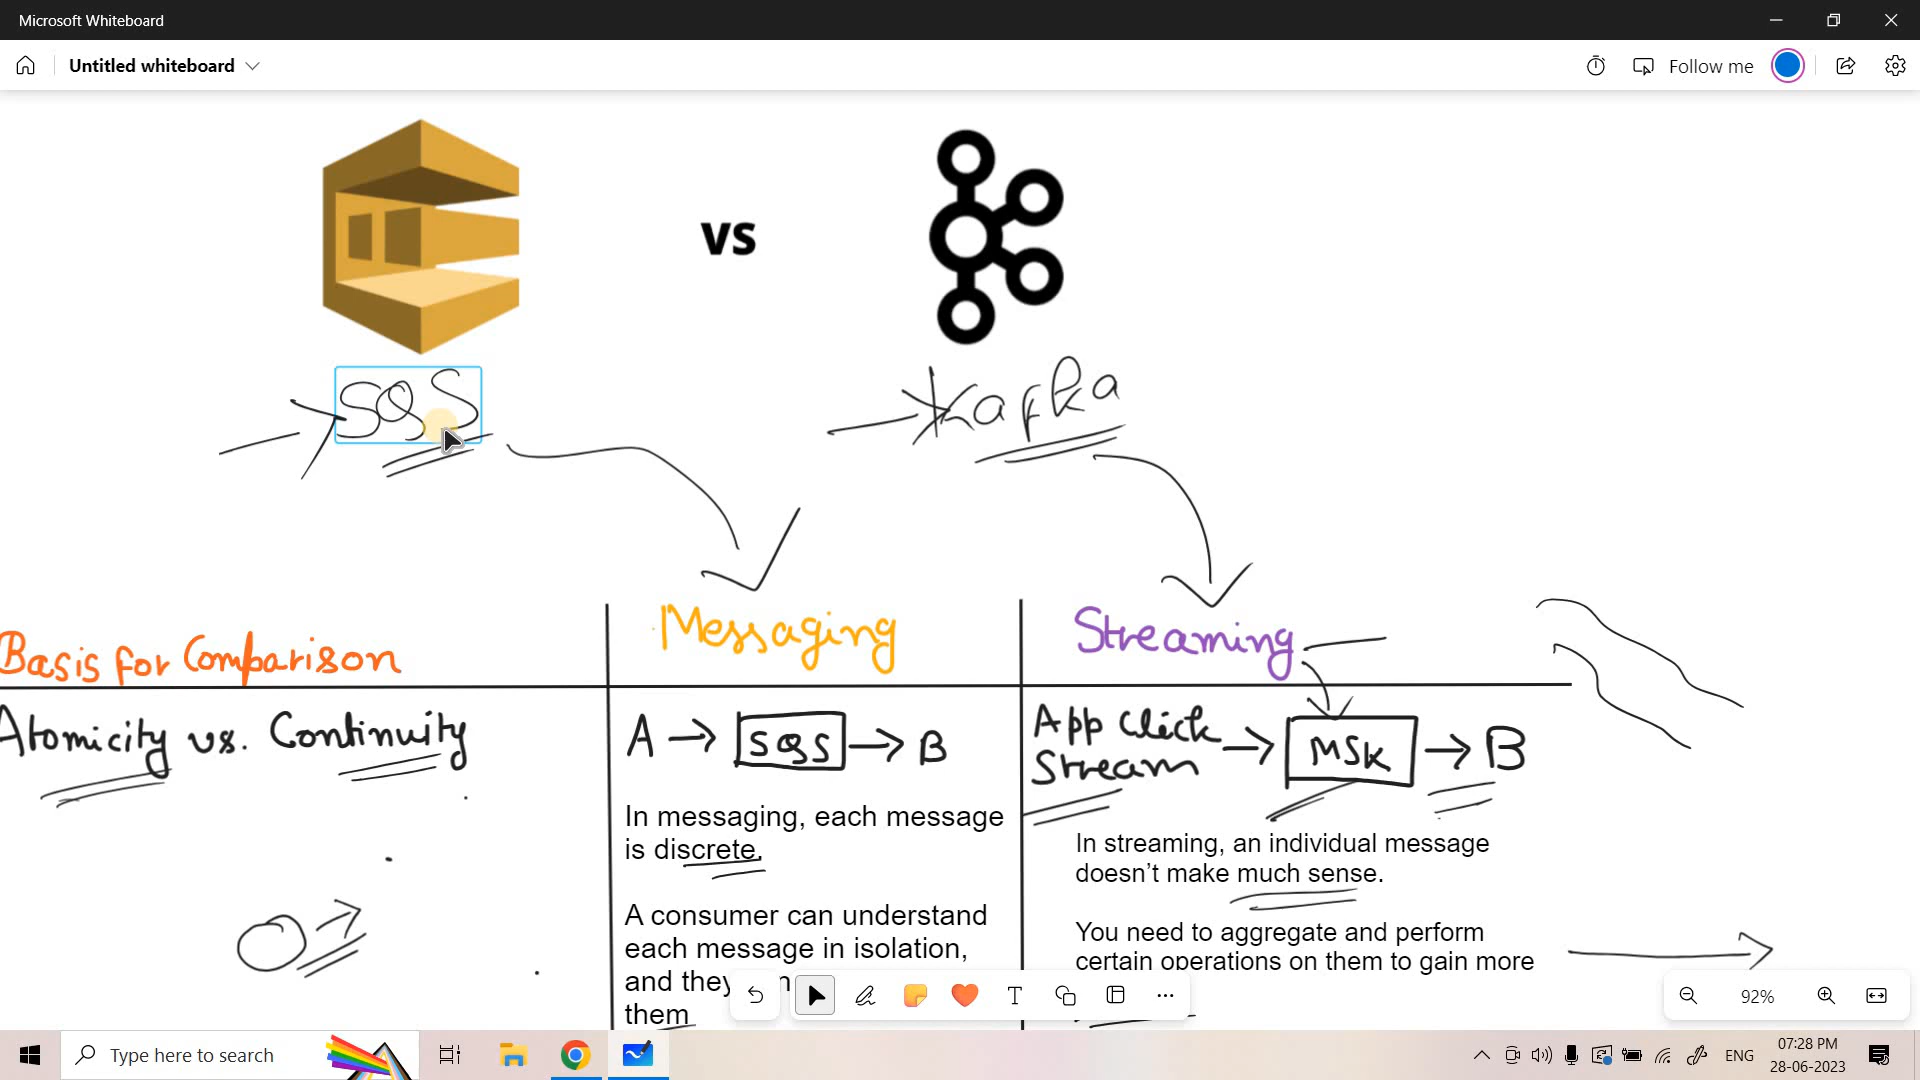 Microsoft Whiteboard
Untitled whiteboard
Follow me
vs
SQS
Kafka
Basis for Comparison
Messaging
Streaming
Atomicity vs. Continuity
A → SQS → B
App Click Stream → MSK → B
In messaging, each message
is discrete.
A consumer can understand
each message in isolation,
and they
them
In streaming, an individual message
doesn't make much sense.
You need to aggregate and perform
certain operations on them to gain more
92%
Type here to search
ENG
07:28 PM
28-06-2023